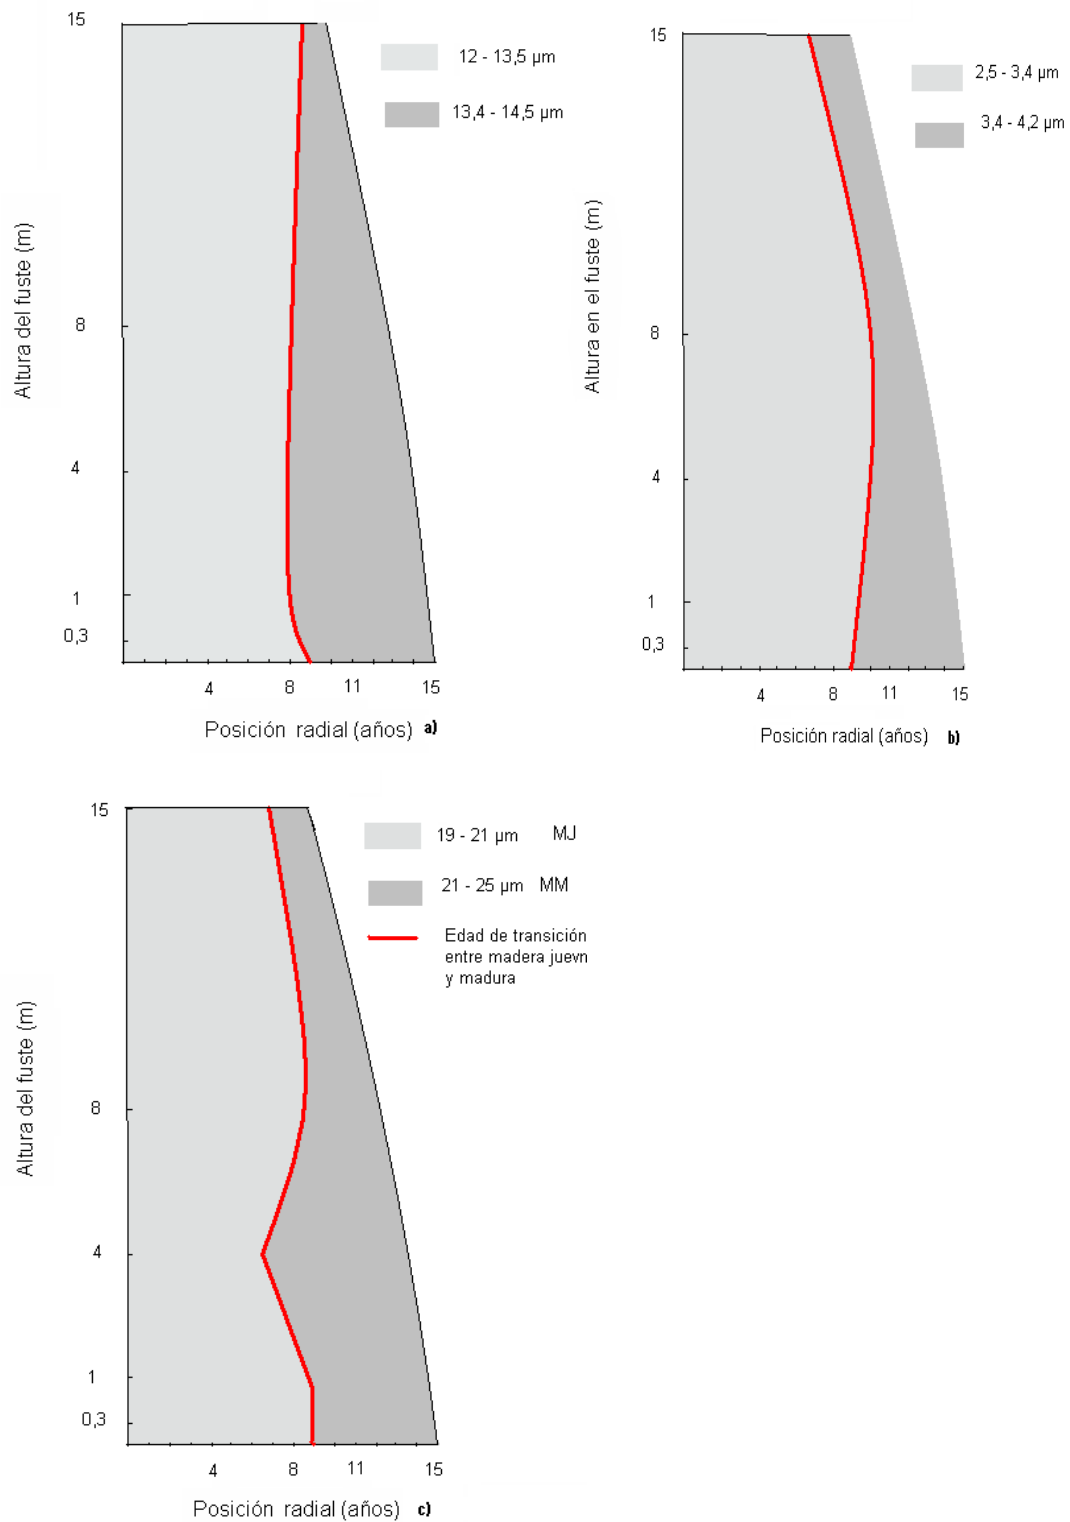 15
12 - 13,5 µm
13,4 - 14,5 µm
Altura del fuste (m)
8
4
1
0,3
4 8 11 15
Posición radial (años) a)
15
2,5 - 3,4 µm
3,4 - 4,2 µm
Altura en el fuste (m)
8
4
1
0,3
4 8 11 15
Posición radial (años) b)
15
19 - 21 µm MJ
21 - 25 µm MM
Edad de transición
entre madera juevn
y madura
Altura del fuste (m)
8
4
1
0,3
4 8 11 15
Posición radial (años) c)